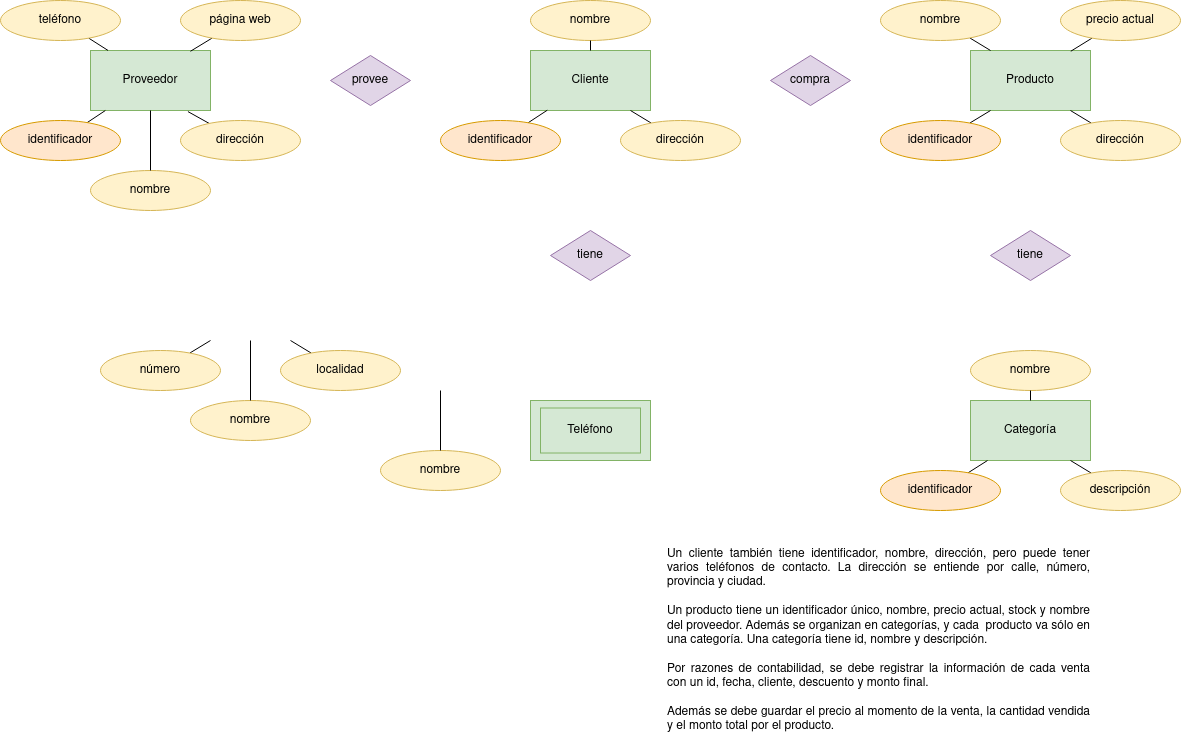 teléfono
página web
nombre
nombre
precio actual
Proveedor
provee
Cliente
compra
Producto
identificador
dirección
identificador
dirección
identificador
dirección
nombre
tiene
tiene
número
localidad
nombre
nombre
Teléfono
Categoría
nombre
identificador
descripción
Un cliente también tiene identificador, nombre, dirección, pero puede tener
varios teléfonos de contacto. La dirección se entiende por calle, número,
provincia y ciudad.
Un producto tiene un identificador único, nombre, precio actual, stock y nombre
del proveedor. Además se organizan en categorías, y cada producto va sólo en
una categoría. Una categoría tiene id, nombre y descripción.
Por razones de contabilidad, se debe registrar la información de cada venta
con un id, fecha, cliente, descuento y monto final.
Además se debe guardar el precio al momento de la venta, la cantidad vendida
y el monto total por el producto.